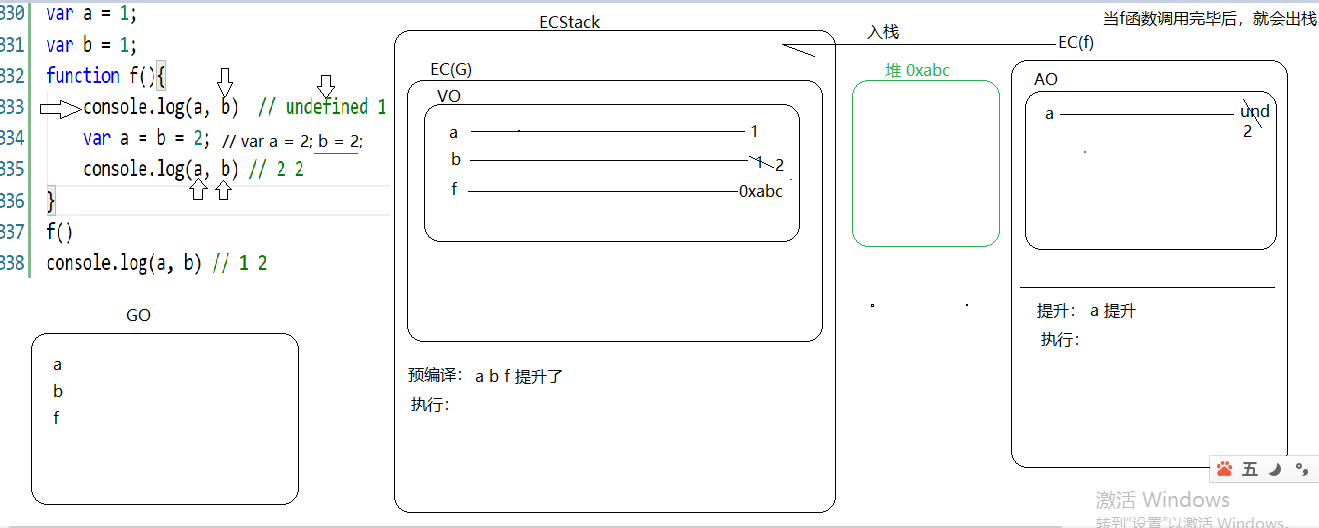 330 var a = 1;
331 var b = 1;
332 function f(){
333 console.log(a, b) // undefined 1
334 var a = b = 2; // var a = 2; b = 2;
335 console.log(a, b) // 2 2
336 }
337 f()
338 console.log(a, b) // 1 2
GO
a
b
f
ECStack
EC(G)
VO
a 1
b 1 2
f 0xabc
预编译： a b f 提升了
执行：
入栈
堆 0xabc
当f函数调用完毕后，就会出栈
EC(f)
AO
a und
2
提升： a 提升
执行：
五
激活 Windows
转到"设置"以激活 Windows。